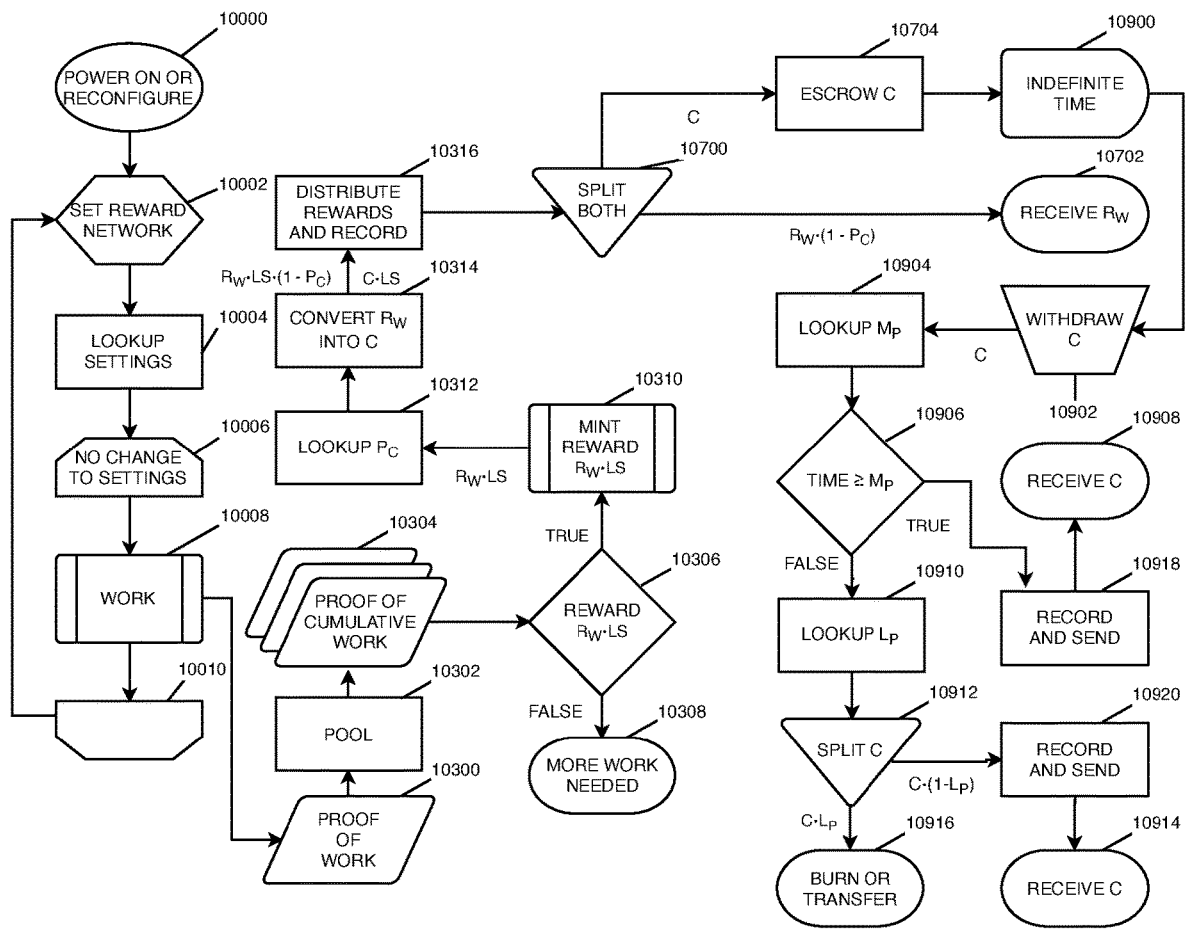 10000
POWER ON OR
RECONFIGURE
10002
SET REWARD
NETWORK
10004
LOOKUP
SETTINGS
10006
NO CHANGE
TO SETTINGS
10008
WORK
10010
10316
DISTRIBUTE
REWARDS
AND RECORD
RW·LS·(1 - PC)
C·LS
10314
CONVERT RW
INTO C
10312
LOOKUP PC
RW·LS
10310
MINT
REWARD
RW·LS
TRUE
10304
PROOF OF
CUMULATIVE
WORK
10306
REWARD
RW·LS
10302
POOL
FALSE
10308
MORE WORK
NEEDED
10300
PROOF
OF
WORK
10700
SPLIT
BOTH
C
10704
ESCROW C
10900
INDEFINITE
TIME
10702
RECEIVE RW
RW·(1 - PC)
10904
LOOKUP MP
C
WITHDRAW
C
10902
10906
TIME ≥ MP
TRUE
10908
RECEIVE C
FALSE
10910
LOOKUP LP
10918
RECORD
AND SEND
10912
SPLIT C
C·(1-LP)
10920
RECORD
AND SEND
C·LP
10916
BURN OR
TRANSFER
10914
RECEIVE C